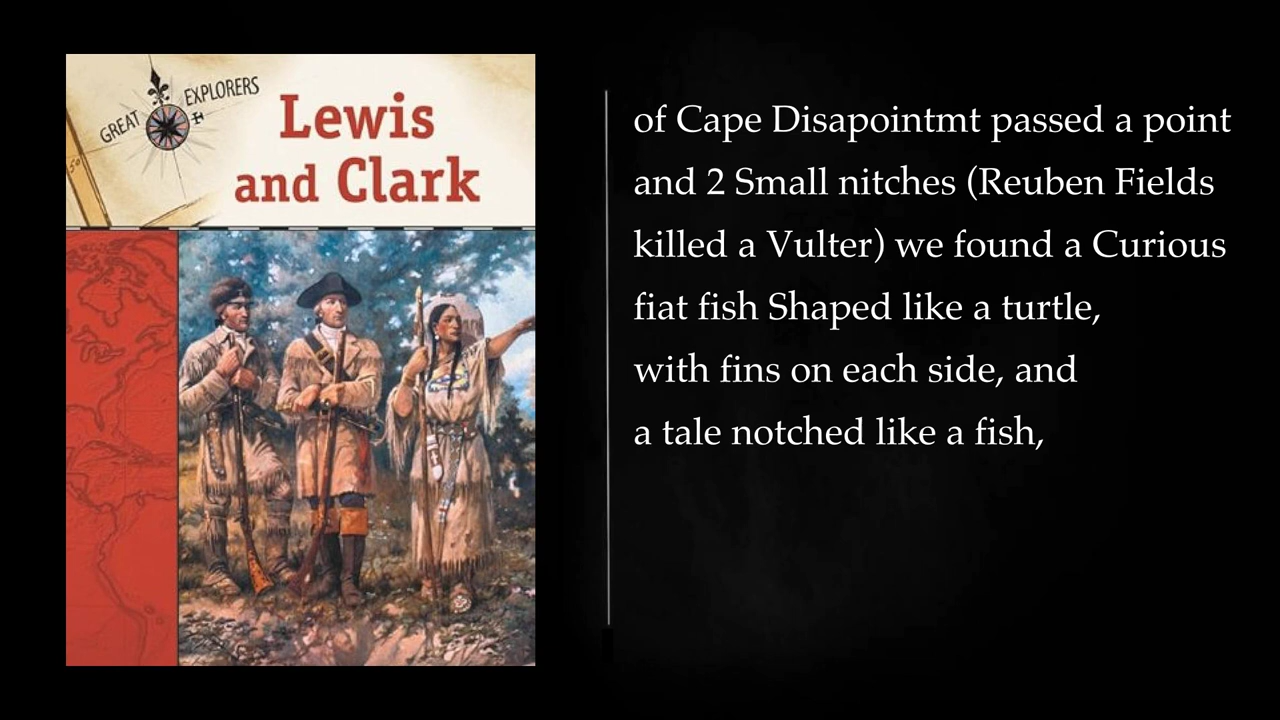 GREAT EXPLORERS
Lewis
and Clark
50
of Cape Disapointmt passed a point
and 2 Small nitches (Reuben Fields
killed a Vulter) we found a Curious
fiat fish Shaped like a turtle,
with fins on each side, and
a tale notched like a fish,